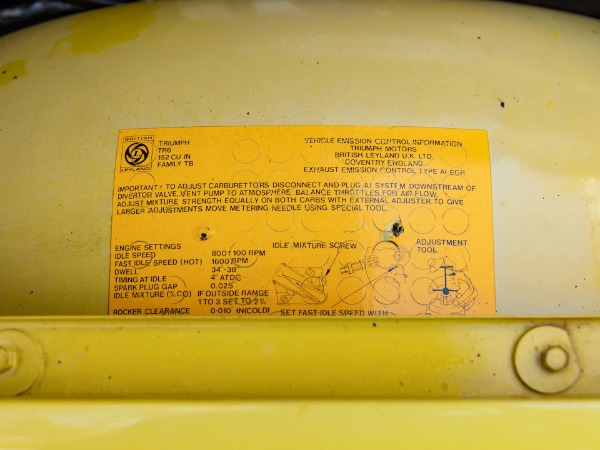 BRITISH
LEYLAND
TRIUMPH
TR6
152 CU.IN
FAMILY TB
VEHICLE EMISSION CONTROL INFORMATION
TRIUMPH MOTORS
BRITISH LEYLAND U.K. LTD.
COVENTRY ENGLAND
EXHAUST EMISSION CONTROL TYPE AI.EGR
IMPORTANT: TO ADJUST CARBURETTORS DISCONNECT AND PLUG AI SYSTEM DOWNSTREAM OF
DIVERTOR VALVE. VENT PUMP TO ATMOSPHERE. BALANCE THROTTLES FOR AIR FLOW.
ADJUST MIXTURE STRENGTH EQUALLY ON BOTH CARBS WITH EXTERNAL ADJUSTER. TO GIVE
LARGER ADJUSTMENTS MOVE METERING NEEDLE USING SPECIAL TOOL.
ENGINE SETTINGS
IDLE SPEED 800±100 RPM
FAST IDLE SPEED (HOT) 1600 RPM
DWELL 34°-38°
TIMING AT IDLE 4° ATDC
SPARK PLUG GAP 0.025
IDLE MIXTURE (% CO) IF OUTSIDE RANGE
1 TO 3 SET TO 2%
ROCKER CLEARANCE 0·010 (NICOLD)
IDLE MIXTURE SCREW
ADJUSTMENT
TOOL
SET FAST IDLE SPEED WITH